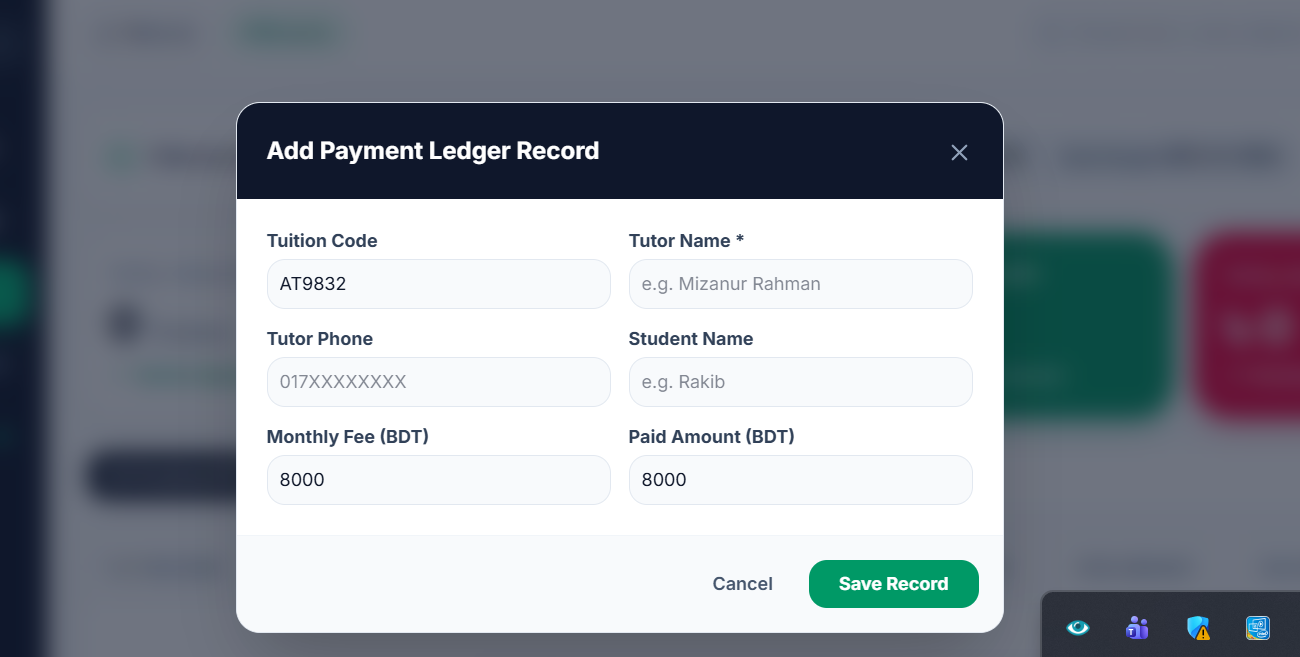 Add Payment Ledger Record
Tuition Code
Tutor Name *
AT9832
e.g. Mizanur Rahman
Tutor Phone
Student Name
017XXXXXXXX
e.g. Rakib
Monthly Fee (BDT)
Paid Amount (BDT)
8000
8000
Cancel
Save Record